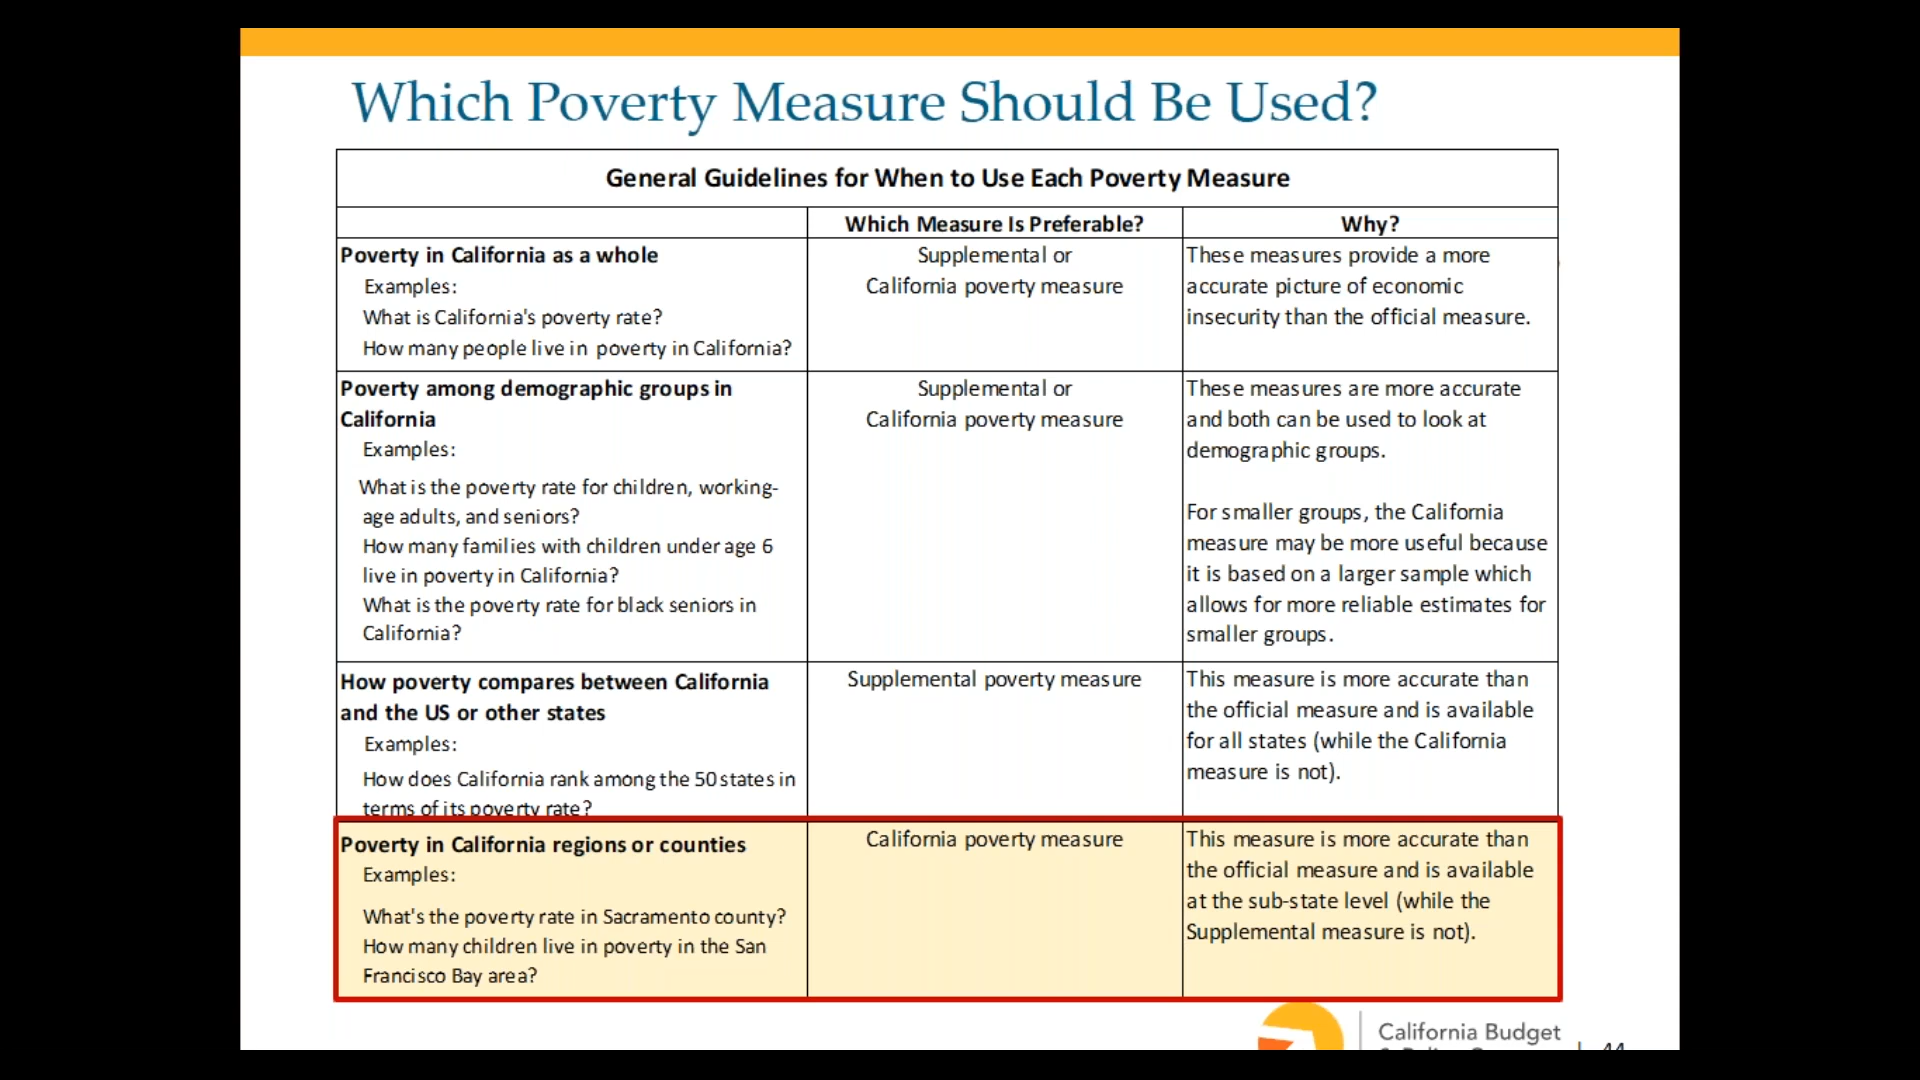 Which Poverty Measure Should Be Used?
General Guidelines for When to Use Each Poverty Measure
Which Measure Is Preferable?
Why?
Poverty in California as a whole
Examples:
What is California's poverty rate?
How many people live in poverty in California?
Supplemental or
California poverty measure
These measures provide a more
accurate picture of economic
insecurity than the official measure.
Poverty among demographic groups in
California
Examples:
What is the poverty rate for children, working-
age adults, and seniors?
How many families with children under age 6
live in poverty in California?
What is the poverty rate for black seniors in
California?
Supplemental or
California poverty measure
These measures are more accurate
and both can be used to look at
demographic groups.
For smaller groups, the California
measure may be more useful because
it is based on a larger sample which
allows for more reliable estimates for
smaller groups.
How poverty compares between California
and the US or other states
Examples:
How does California rank among the 50 states in
terms of its poverty rate?
Supplemental poverty measure
This measure is more accurate than
the official measure and is available
for all states (while the California
measure is not).
Poverty in California regions or counties
Examples:
What's the poverty rate in Sacramento county?
How many children live in poverty in the San
Francisco Bay area?
California poverty measure
This measure is more accurate than
the official measure and is available
at the sub-state level (while the
Supplemental measure is not).
California Budget